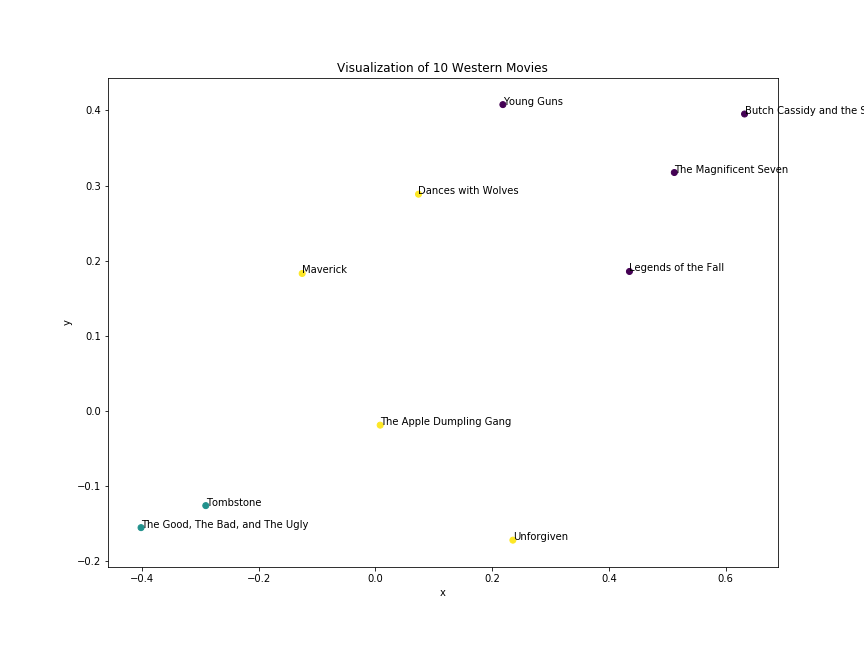 Visualization of 10 Western Movies
0.4
Young Guns
Butch Cassidy and the S
The Magnificent Seven
0.3
Dances with Wolves
Legends of the Fall
Maverick
0.2
y
0.1
0.0
The Apple Dumpling Gang
−0.1
Tombstone
The Good, The Bad, and The Ugly
Unforgiven
−0.2
−0.4 −0.2 0.0 0.2 0.4 0.6
x